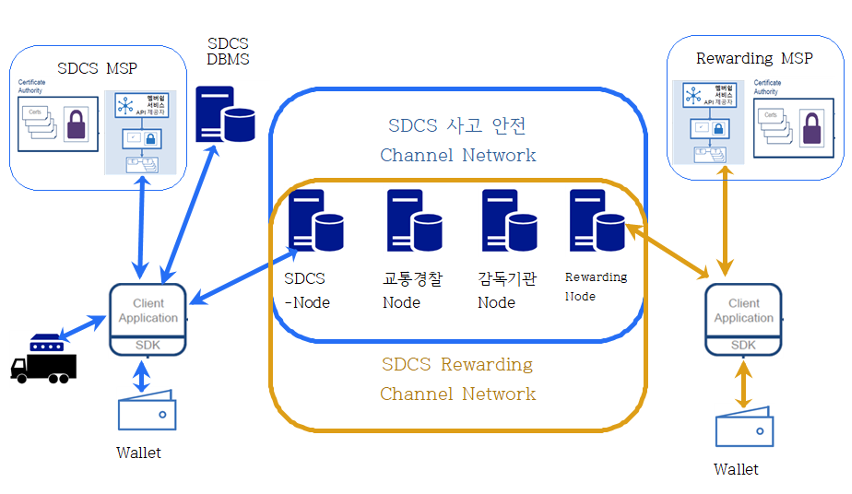 SDCS MSP
Certificate
Authority
Certs
멤버쉽
서비스
API 제공자
SDCS
DBMS
SDCS 사고 안전
Channel Network
Rewarding MSP
멤버쉽
서비스
API 제공자
Certificate
Authority
Certs
SDCS
-Node
교통경찰
Node
감독기관
Node
Rewarding
Node
Client
Application
SDK
Client
Application
SDK
SDCS Rewarding
Channel Network
Wallet
Wallet